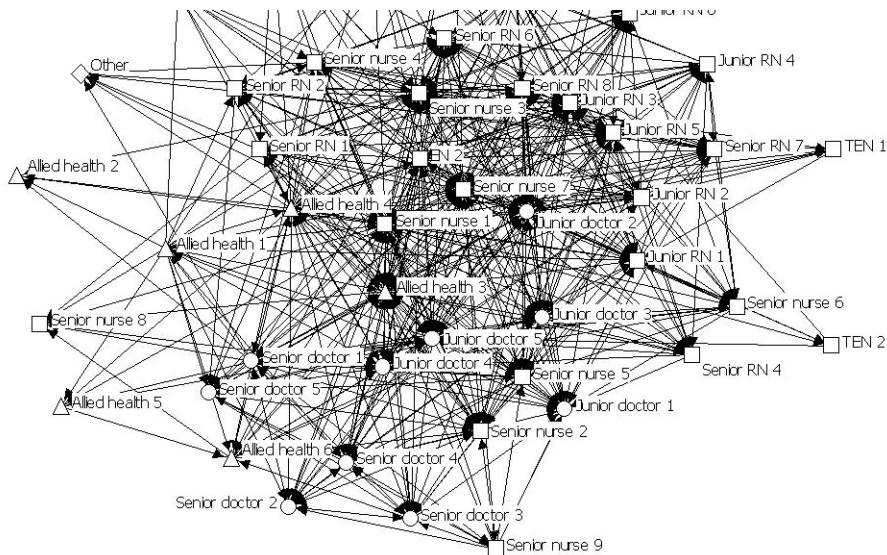 Junior RN 6
Senior RN 6
Senior nurse 4
Junior RN 4
Other
Senior RN 2
Senior RN 8
Senior nurse 3
Junior RN 3
Junior RN 5
Senior RN 1
Senior RN 7
TEN 1
EN 2
Allied health 2
Senior nurse 7
Junior RN 2
Allied health 4
Senior nurse 1
Junior doctor 2
Allied health 1
Junior RN 1
Allied health 3
Senior nurse 6
Senior nurse 8
Junior doctor 3
Junior doctor 5
TEN 2
Senior doctor 1
Junior doctor 4
Senior RN 4
Senior nurse 5
Senior doctor 5
Allied health 5
Junior doctor 1
Senior nurse 2
Allied health 6
Senior doctor 4
Senior doctor 2
Senior doctor 3
Senior nurse 9